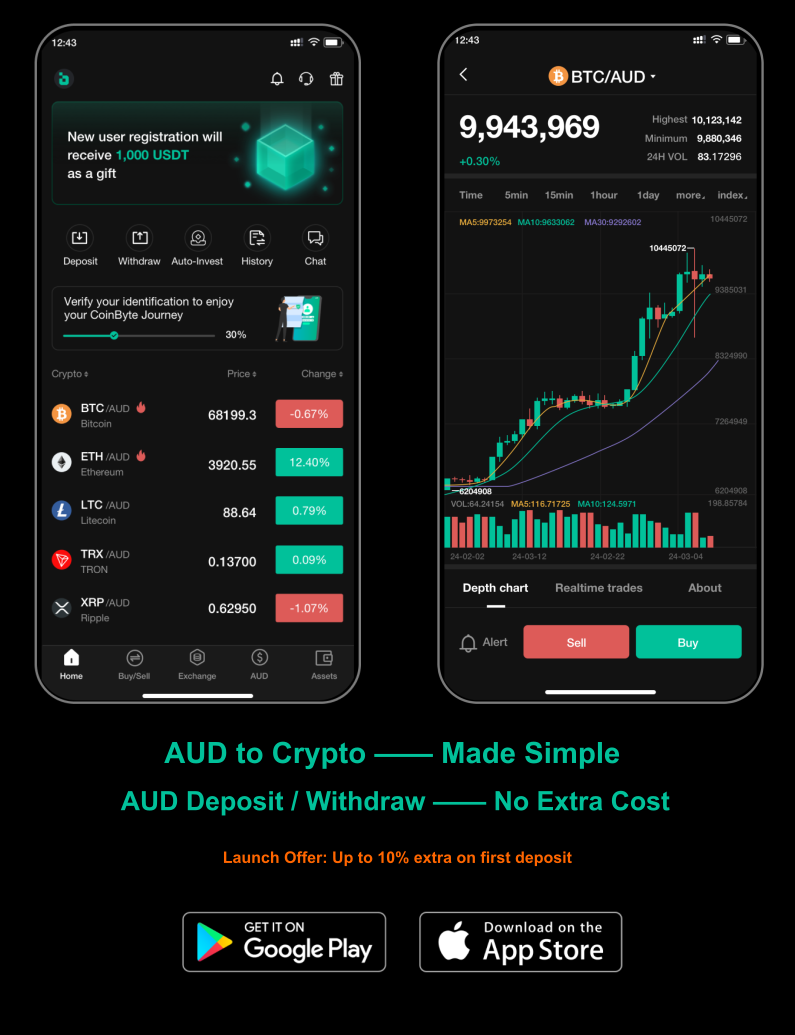 12:43
New user registration will
receive 1,000 USDT
as a gift
Deposit Withdraw Auto-Invest History Chat
Verify your identification to enjoy
your CoinByte Journey
30%
Crypto Price Change
BTC /AUD 68199.3 -0.67%
Bitcoin
ETH /AUD 3920.55 12.40%
Ethereum
LTC /AUD 88.64 0.79%
Litecoin
TRX /AUD 0.13700 0.09%
TRON
XRP /AUD 0.62950 -1.07%
Ripple
Home Buy/Sell Exchange AUD Assets
12:43
BTC/AUD
9,943,969
+0.30%
Highest 10,123,142
Minimum 9,880,346
24H VOL 83.17296
Time 5min 15min 1hour 1day more index
MA5:9973254 MA10:9633062 MA30:9292602
10445072
10445072
9385031
8324990
7264949
6204908
6204908
VOL:64.24154 MA5:116.71725 MA10:124.5971 198.85784
24-02-02 24-03-12 24-02-22 24-03-04
Depth chart Realtime trades About
Alert Sell Buy
AUD to Crypto —— Made Simple
AUD Deposit / Withdraw —— No Extra Cost
Launch Offer: Up to 10% extra on first deposit
GET IT ON
Google Play
Download on the
App Store